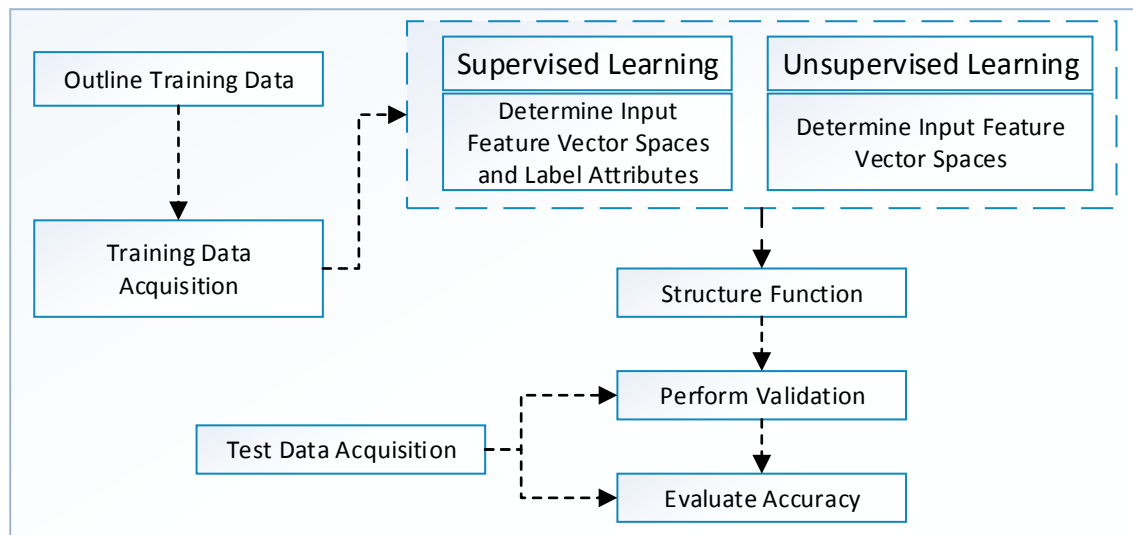 Outline Training Data
Training Data
Acquisition
Supervised Learning
Determine Input
Feature Vector Spaces
and Label Attributes
Unsupervised Learning
Determine Input Feature
Vector Spaces
Structure Function
Perform Validation
Test Data Acquisition
Evaluate Accuracy